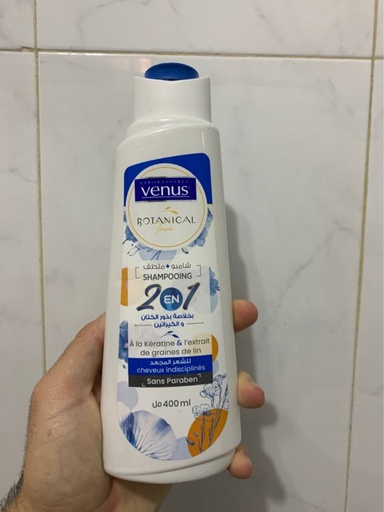 LABORATOIRES
venus
BOTANICAL
شامبو + ملطف
SHAMPOOING
2 EN 1
بخلاصة بذور الكتان
و الكيراتين
À la Kératine & l'extrait
de graines de lin
للشعر المجعد
cheveux indisciplinés
Sans Paraben
400 ml مل